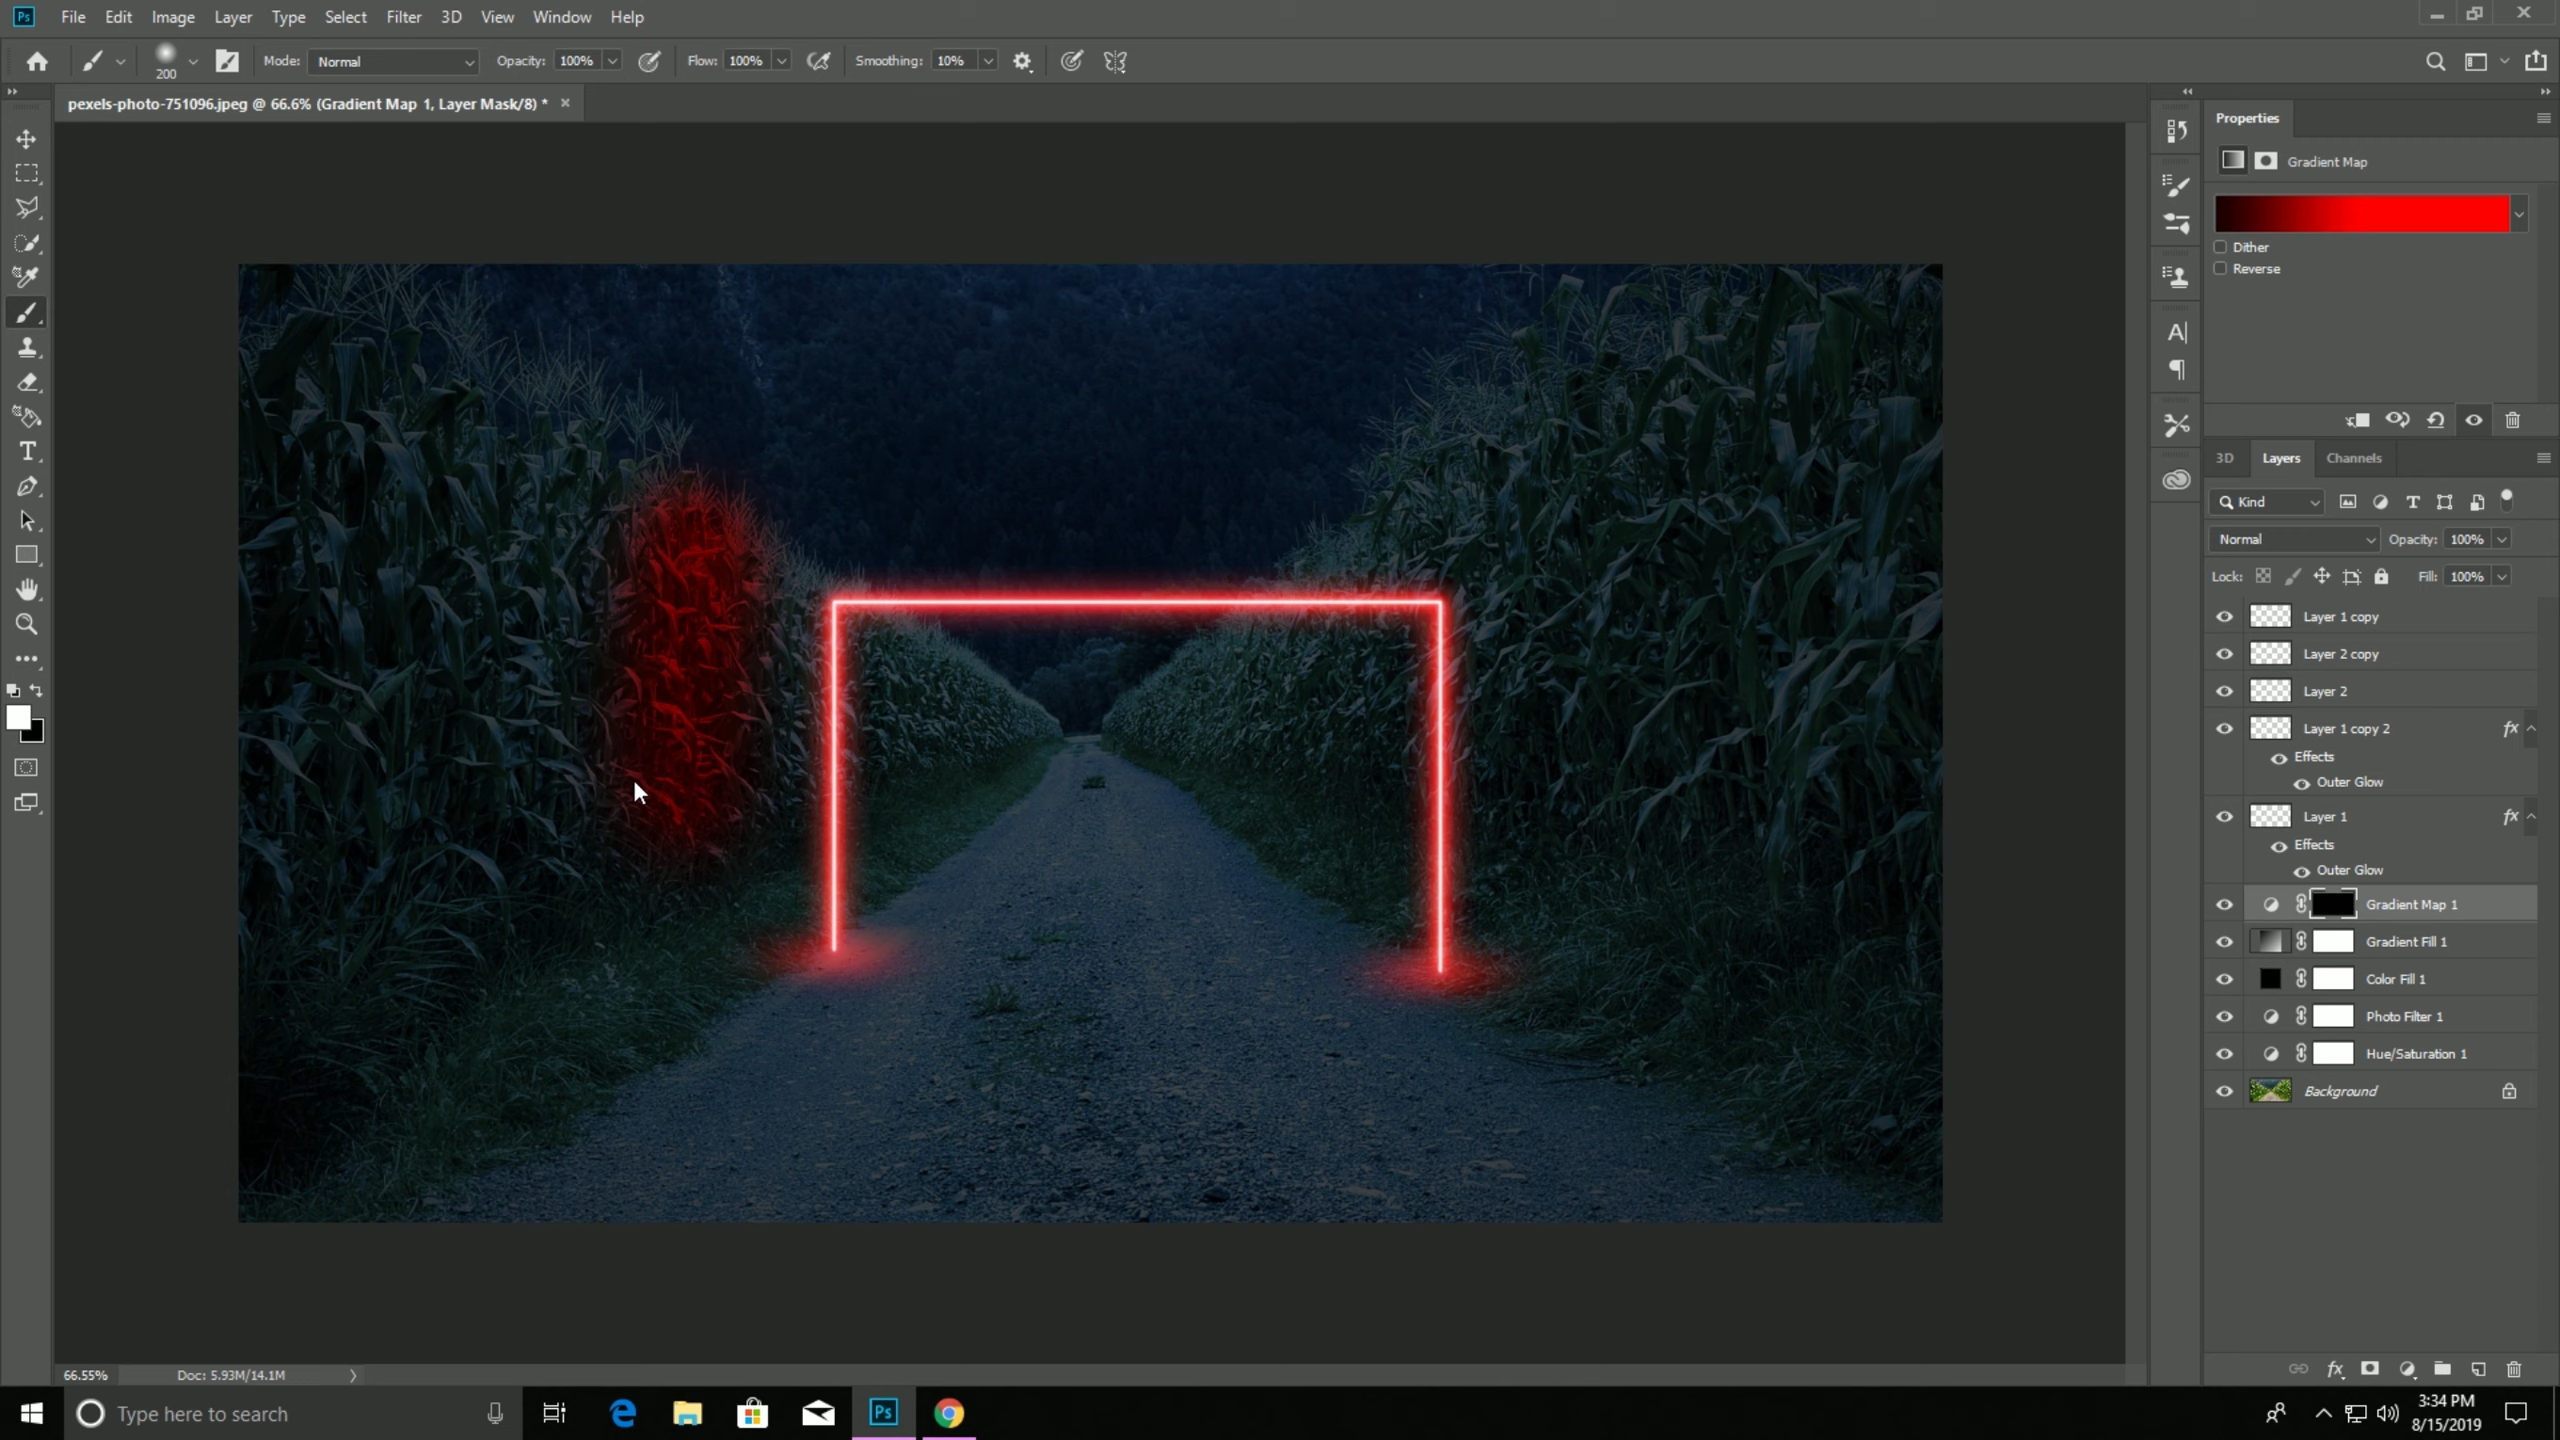 Ps File Edit Image Layer Type Select Filter 3D View Window Help
200 Mode: Normal Opacity: 100% Flow: 100% Smoothing: 10%
pexels-photo-751096.jpeg @ 66.6% (Gradient Map 1, Layer Mask/8) * ×
Properties
Gradient Map
Dither
Reverse
3D Layers Channels
Kind
Normal Opacity: 100%
Lock: Fill: 100%
Layer 1 copy
Layer 2 copy
Layer 2
Layer 1 copy 2 fx
Effects
Outer Glow
Layer 1 fx
Effects
Outer Glow
Gradient Map 1
Gradient Fill 1
Color Fill 1
Photo Filter 1
Hue/Saturation 1
Background
66.55% Doc: 5.93M/14.1M
fx
Type here to search
Ps
3:34 PM
8/15/2019